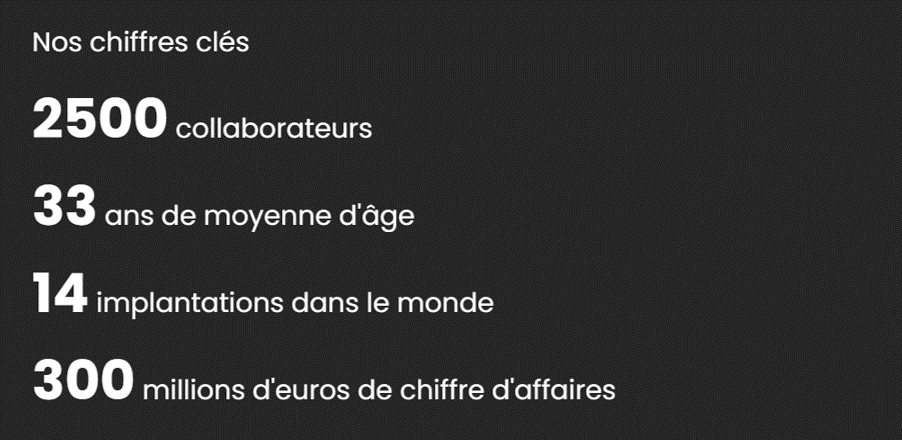 Nos chiffres clés
2500 collaborateurs
33 ans de moyenne d'âge
14 implantations dans le monde
300 millions d'euros de chiffre d'affaires